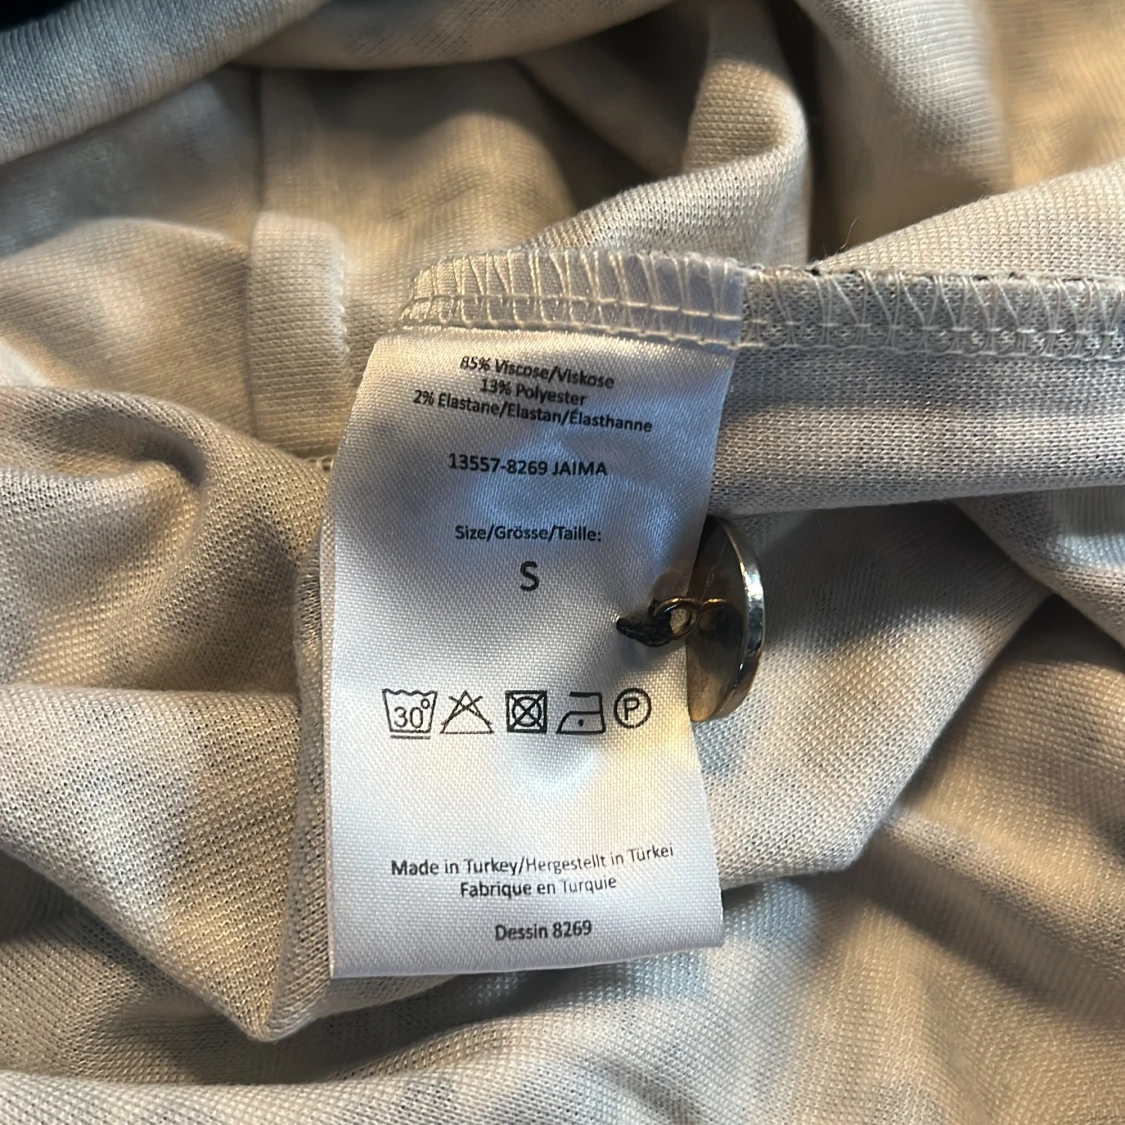 85% Viscose/Viskose
13% Polyester
2% Elastane/Elastan/Élasthanne
13557-8269 JAIMA
Size/Grösse/Taille:
S
30°
P
Made in Turkey/Hergestellt in Türkei
Fabrique en Turquie
Dessin 8269